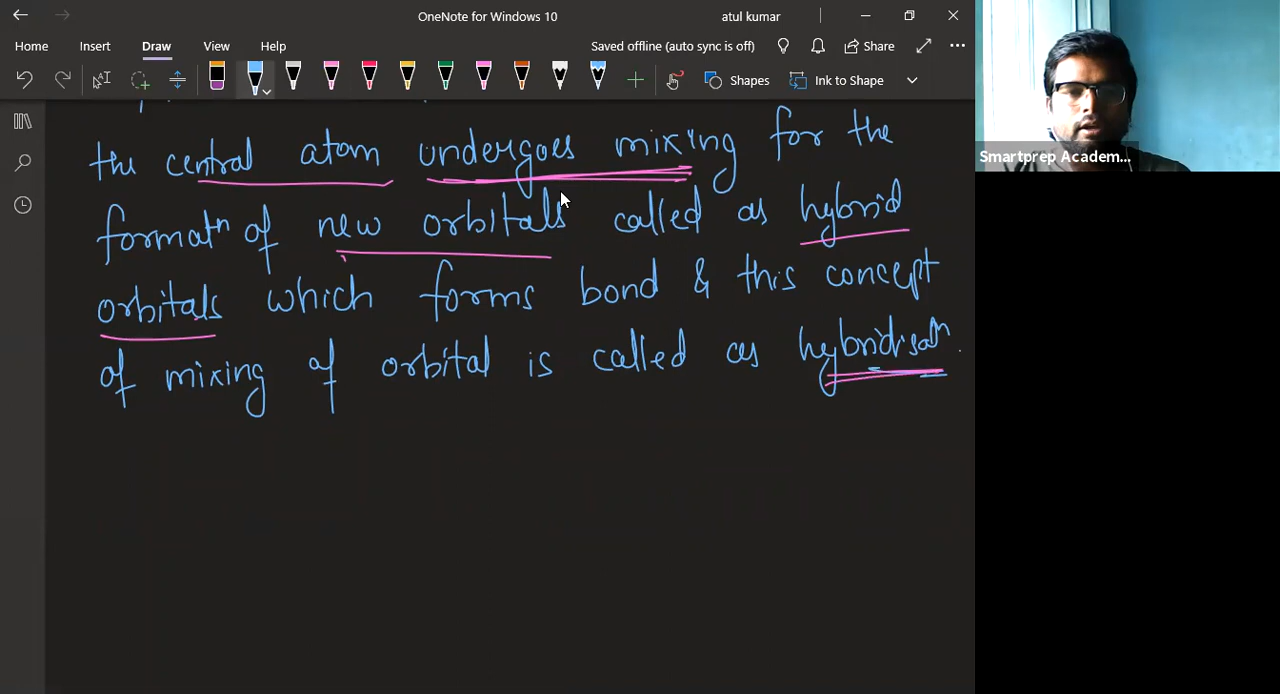 OneNote for Windows 10
atul kumar
Home Insert Draw View Help
Saved offline (auto sync is off)
Share
Shapes
Ink to Shape
Smartprep Academ...
the central atom undergoes mixing for the
formatn of new orbitals called as hybrid
orbitals which forms bond & this concept
of mixing of orbital is called as hybridisatn.